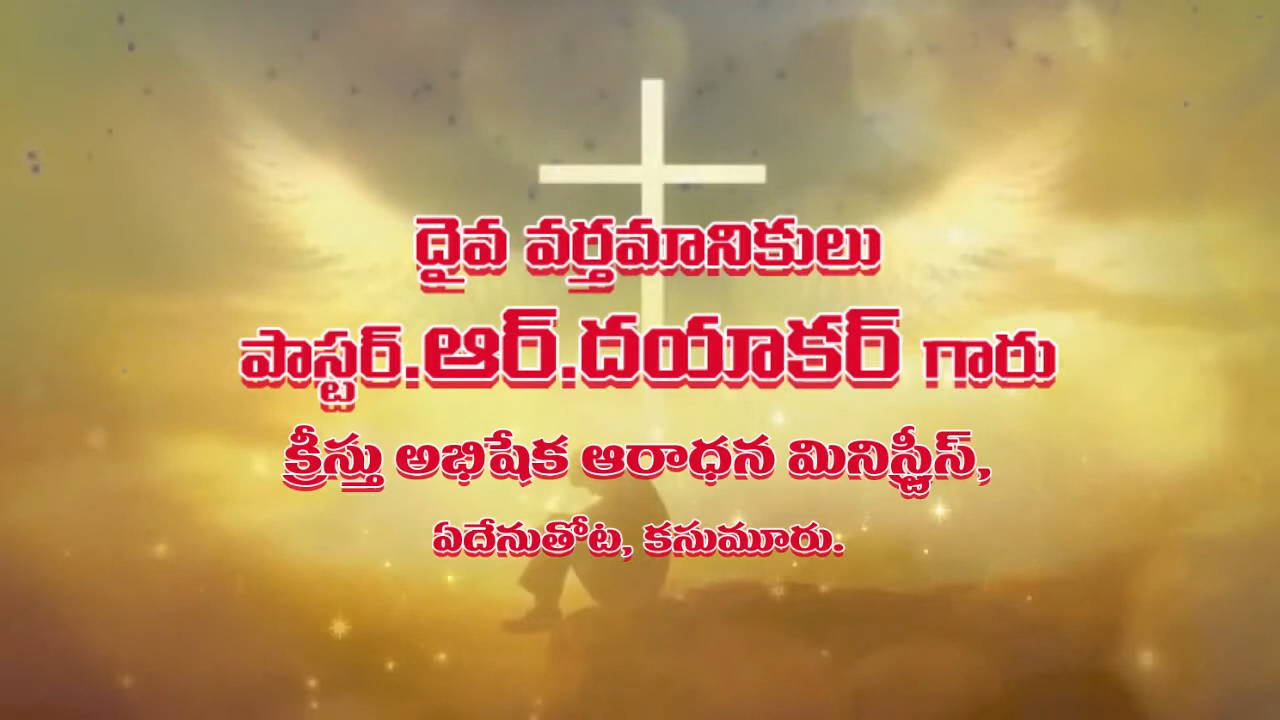 దైవ వర్తమానికులు
పాస్టర్.ఆర్.దయాకర్ గారు
క్రీస్తు అభిషేక ఆరాధన మినిస్ట్రీస్,
ఏదేనుతోట, కసుమూరు.